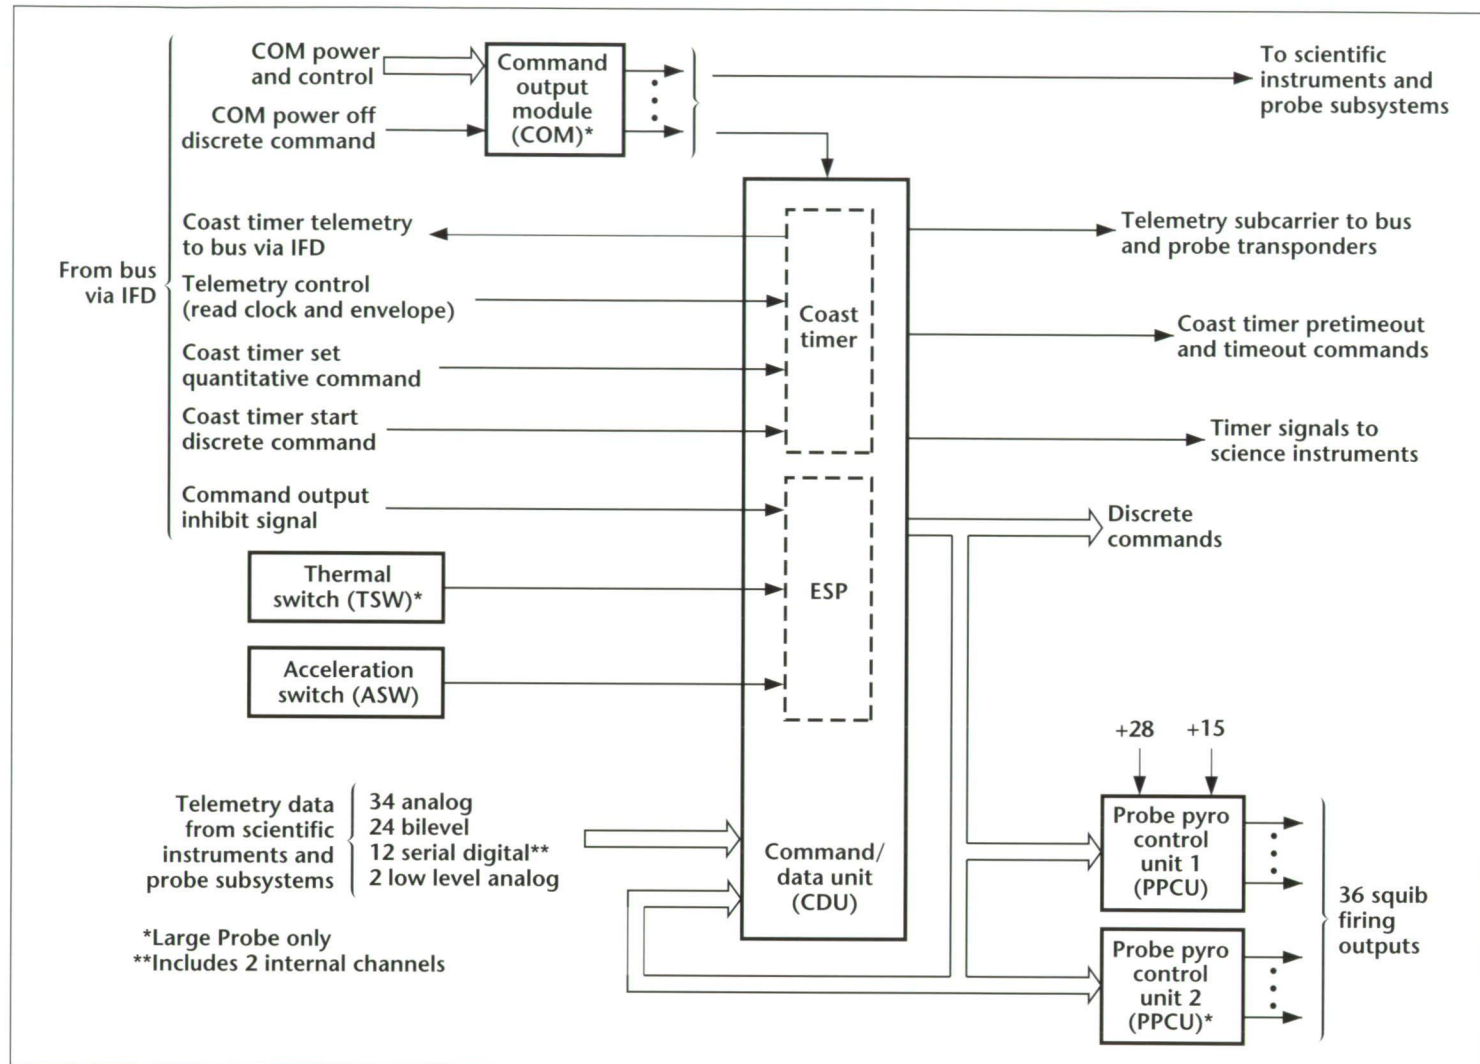 COM power
and control
COM power off
discrete command
Command
output
module
(COM)*
To scientific
instruments and
probe subsystems
From bus
via IFD
Coast timer telemetry
to bus via IFD
Telemetry control
(read clock and envelope)
Coast timer set
quantitative command
Coast timer start
discrete command
Command output
inhibit signal
Thermal
switch (TSW)*
Acceleration
switch (ASW)
Coast
timer
ESP
Telemetry subcarrier to bus
and probe transponders
Coast timer pretimeout
and timeout commands
Timer signals to
science instruments
Discrete
commands
Telemetry data
from scientific
instruments and
probe subsystems
34 analog
24 bilevel
12 serial digital**
2 low level analog
Command/
data unit
(CDU)
+28
+15
Probe pyro
control
unit 1
(PPCU)
Probe pyro
control
unit 2
(PPCU)*
36 squib
firing
outputs
*Large Probe only
**Includes 2 internal channels